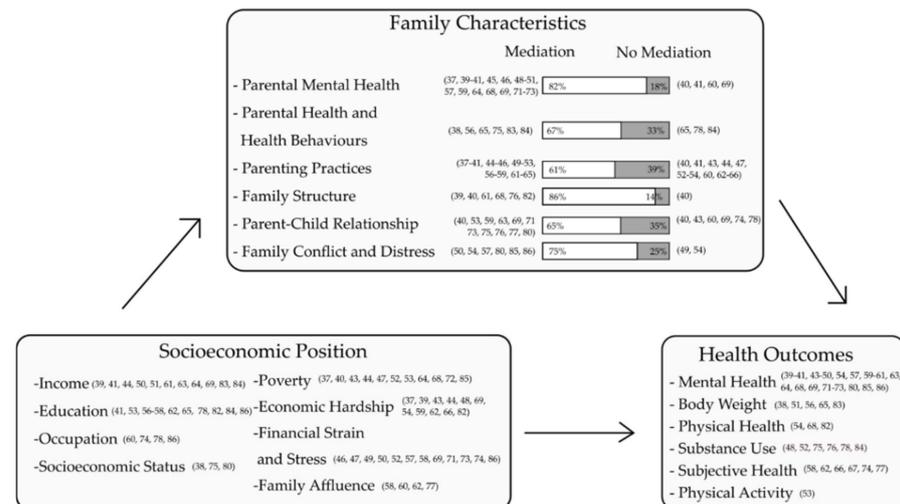 Family Characteristics
Mediation No Mediation
- Parental Mental Health (37, 39-41, 45, 46, 48-51, 57, 59, 64, 68, 69, 71-73) 82% 18% (40, 41, 60, 69)
- Parental Health and
Health Behaviours (38, 56, 65, 75, 83, 84) 67% 33% (65, 78, 84)
- Parenting Practices (37-41, 44-46, 49-53, 56-59, 61-65) 61% 39% (40, 41, 43, 44, 47, 52-54, 60, 62-66)
- Family Structure (39, 40, 61, 68, 76, 82) 86% 14% (40)
- Parent-Child Relationship (40, 53, 59, 63, 69, 71 73, 75, 76, 77, 80) 65% 35% (40, 43, 60, 69, 74, 78)
- Family Conflict and Distress (50, 54, 57, 80, 85, 86) 75% 25% (49, 54)
Socioeconomic Position
-Income (39, 41, 44, 50, 51, 61, 63, 64, 69, 83, 84)
-Education (41, 53, 56-58, 62, 65, 78, 82, 84, 86)
-Occupation (60, 74, 78, 86)
-Socioeconomic Status (38, 75, 80)
-Poverty (37, 40, 43, 44, 47, 52, 53, 64, 68, 72, 85)
-Economic Hardship (37, 39, 43, 44, 48, 69, 54, 59, 62, 66, 82)
-Financial Strain
and Stress (46, 47, 49, 50, 52, 57, 58, 69, 71, 73, 74, 86)
-Family Affluence (58, 60, 62, 77)
Health Outcomes
- Mental Health (39-41, 43-50, 54, 57, 59-61, 63, 64, 68, 69, 71-73, 80, 85, 86)
- Body Weight (38, 51, 56, 65, 83)
- Physical Health (54, 68, 82)
- Substance Use (48, 52, 75, 76, 78, 84)
- Subjective Health (58, 62, 66, 67, 74, 77)
- Physical Activity (53)